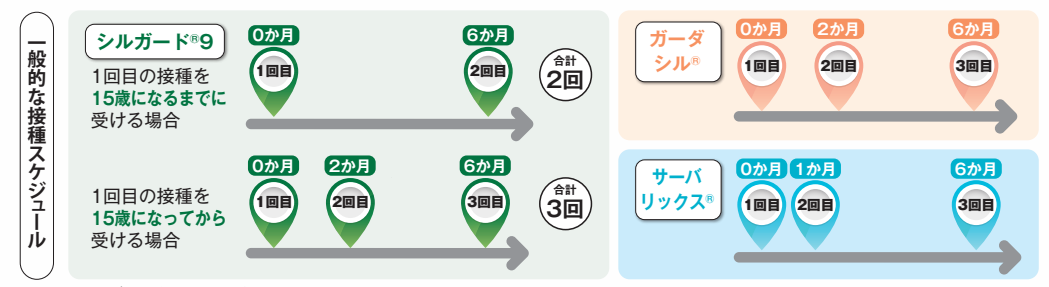 一般的な接種スケジュール
シルガード®9
1回目の接種を
15歳になるまでに
受ける場合
0か月 6か月
1回目 2回目
合計
2回
1回目の接種を
15歳になってから
受ける場合
0か月 2か月 6か月
1回目 2回目 3回目
合計
3回
ガーダ
シル®
0か月 2か月 6か月
1回目 2回目 3回目
サーバ
リックス®
0か月 1か月 6か月
1回目 2回目 3回目